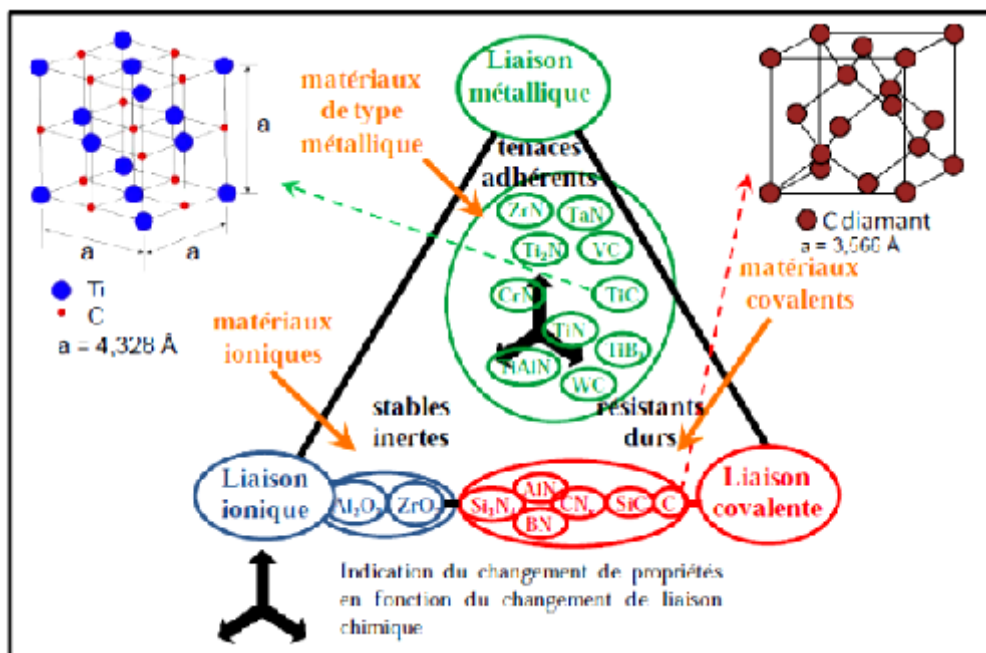 Liaison
métallique
matériaux
de type
métallique
tenaces
adhérents
ZrN
TaN
Ti₂N
VC
CrN
TiC
TiN
TiB₂
TiAlN
WC
a
a
a
Ti
C
a = 4,328 Å
C diamant
a = 3,566 Å
matériaux
covalents
matériaux
ioniques
stables
inertes
résistants
durs
Liaison
ionique
Al₂O₃
ZrO₂
Si₃N₄
AlN
BN
CNₓ
SiC
C
Liaison
covalente
Indication du changement de propriétés
en fonction du changement de liaison
chimique